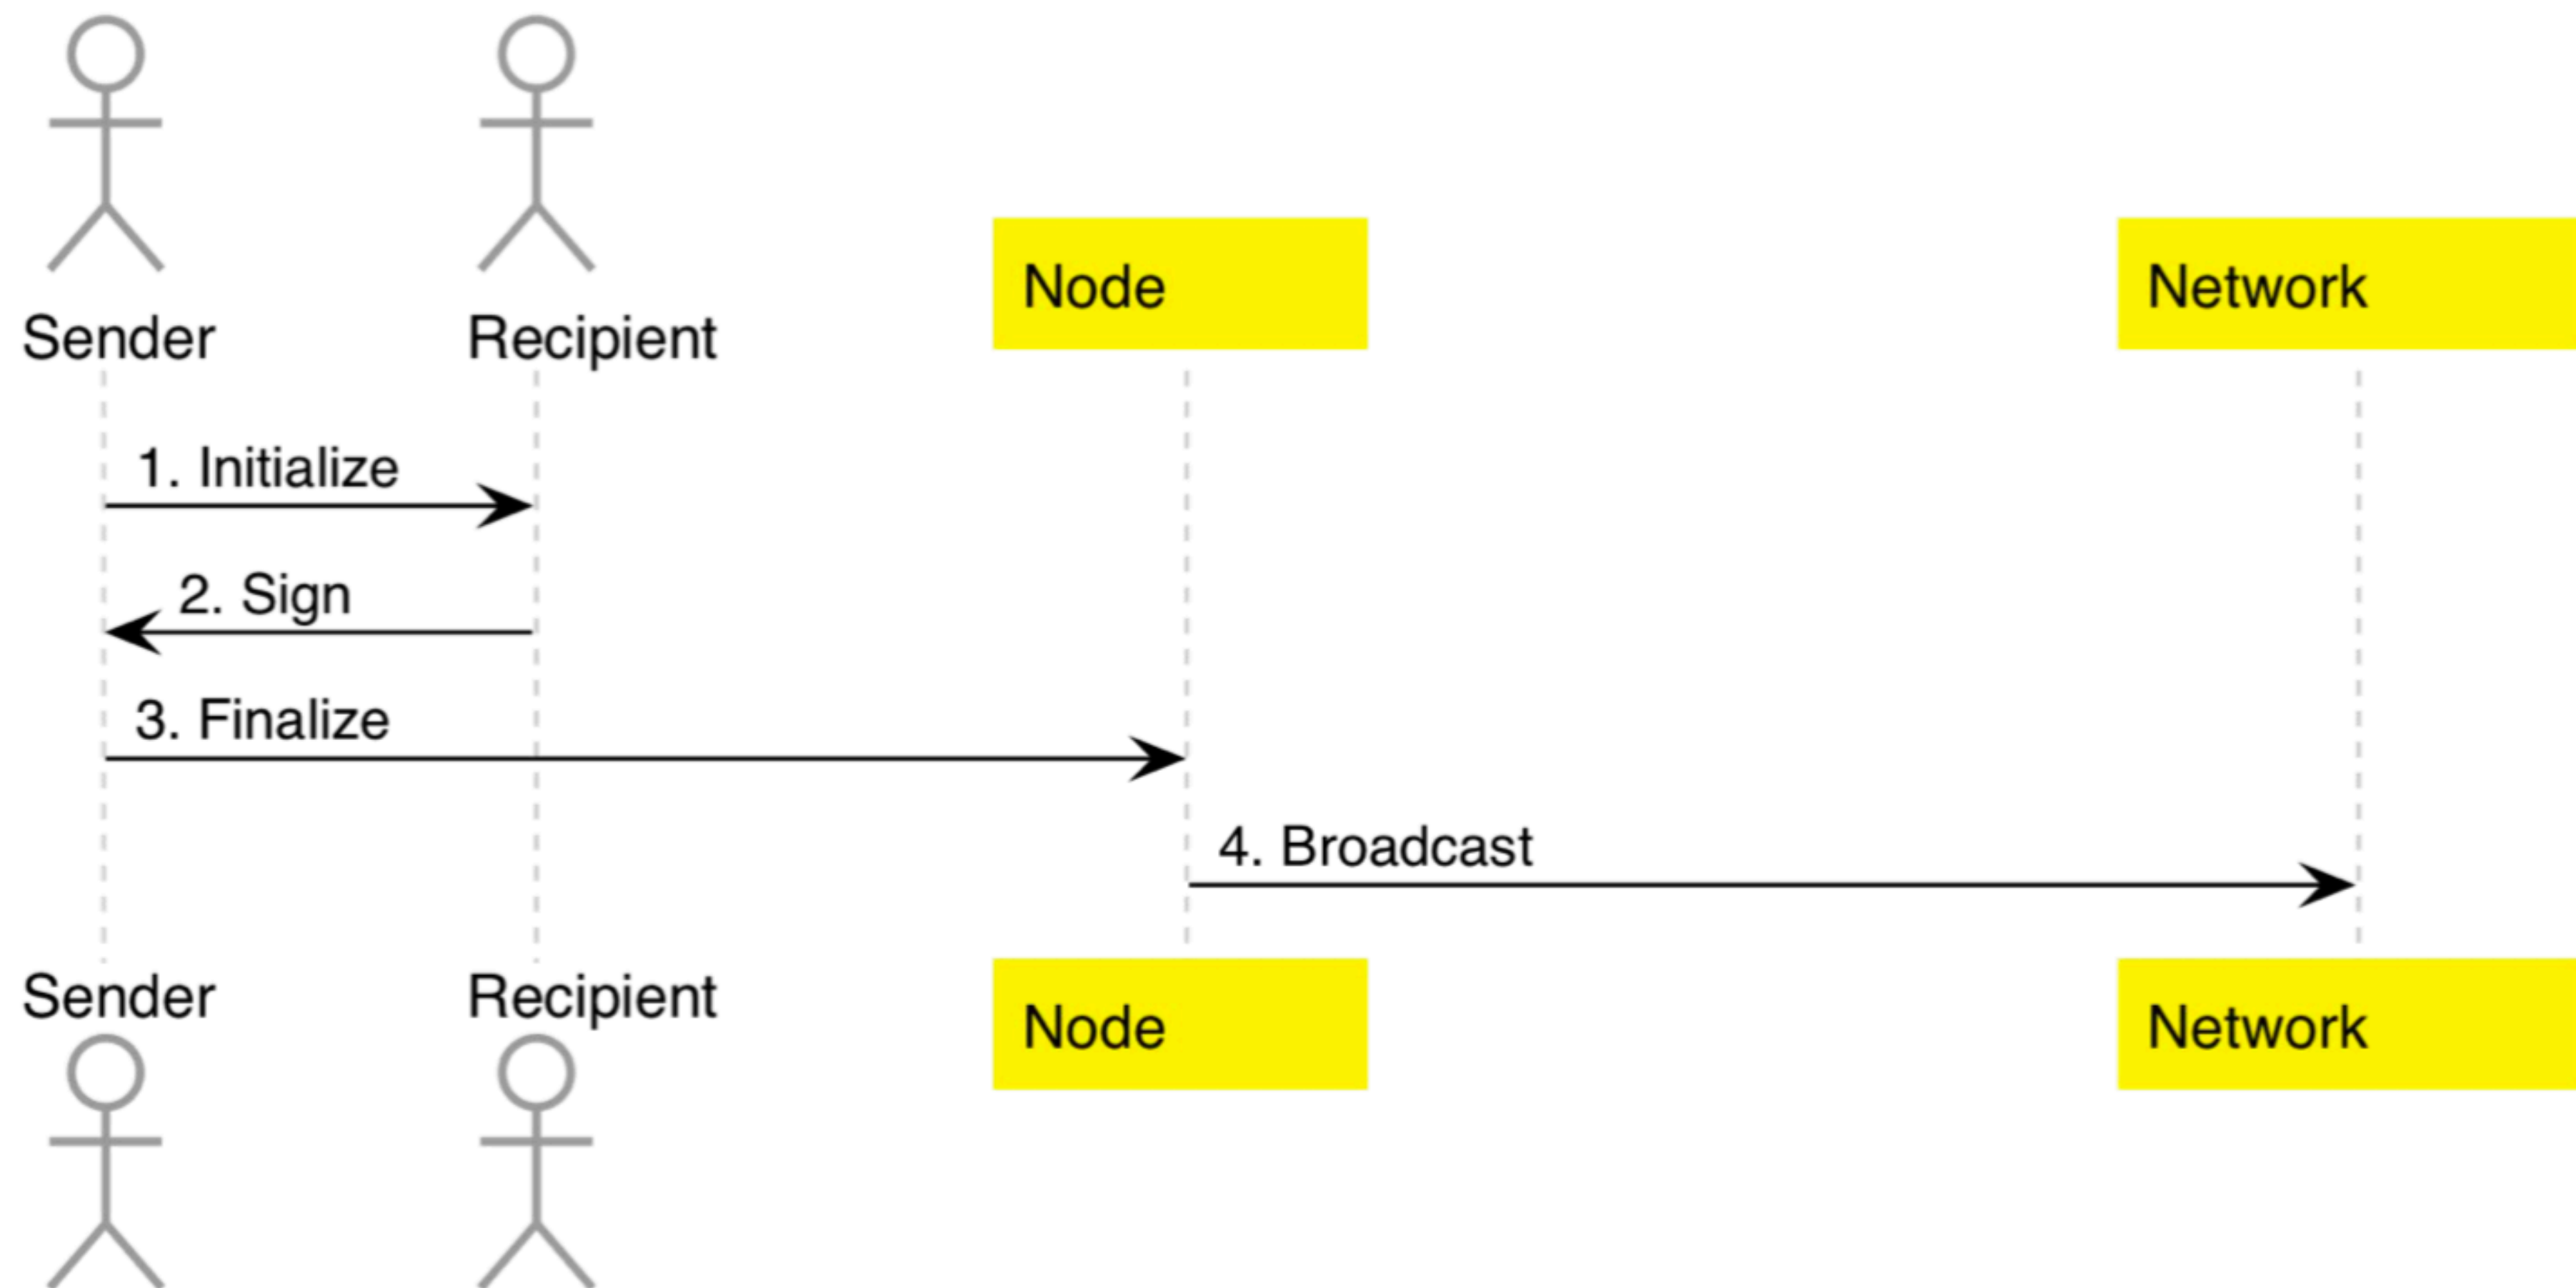 Sender
Recipient
Node
Network
1. Initialize
2. Sign
3. Finalize
4. Broadcast
Sender
Recipient
Node
Network